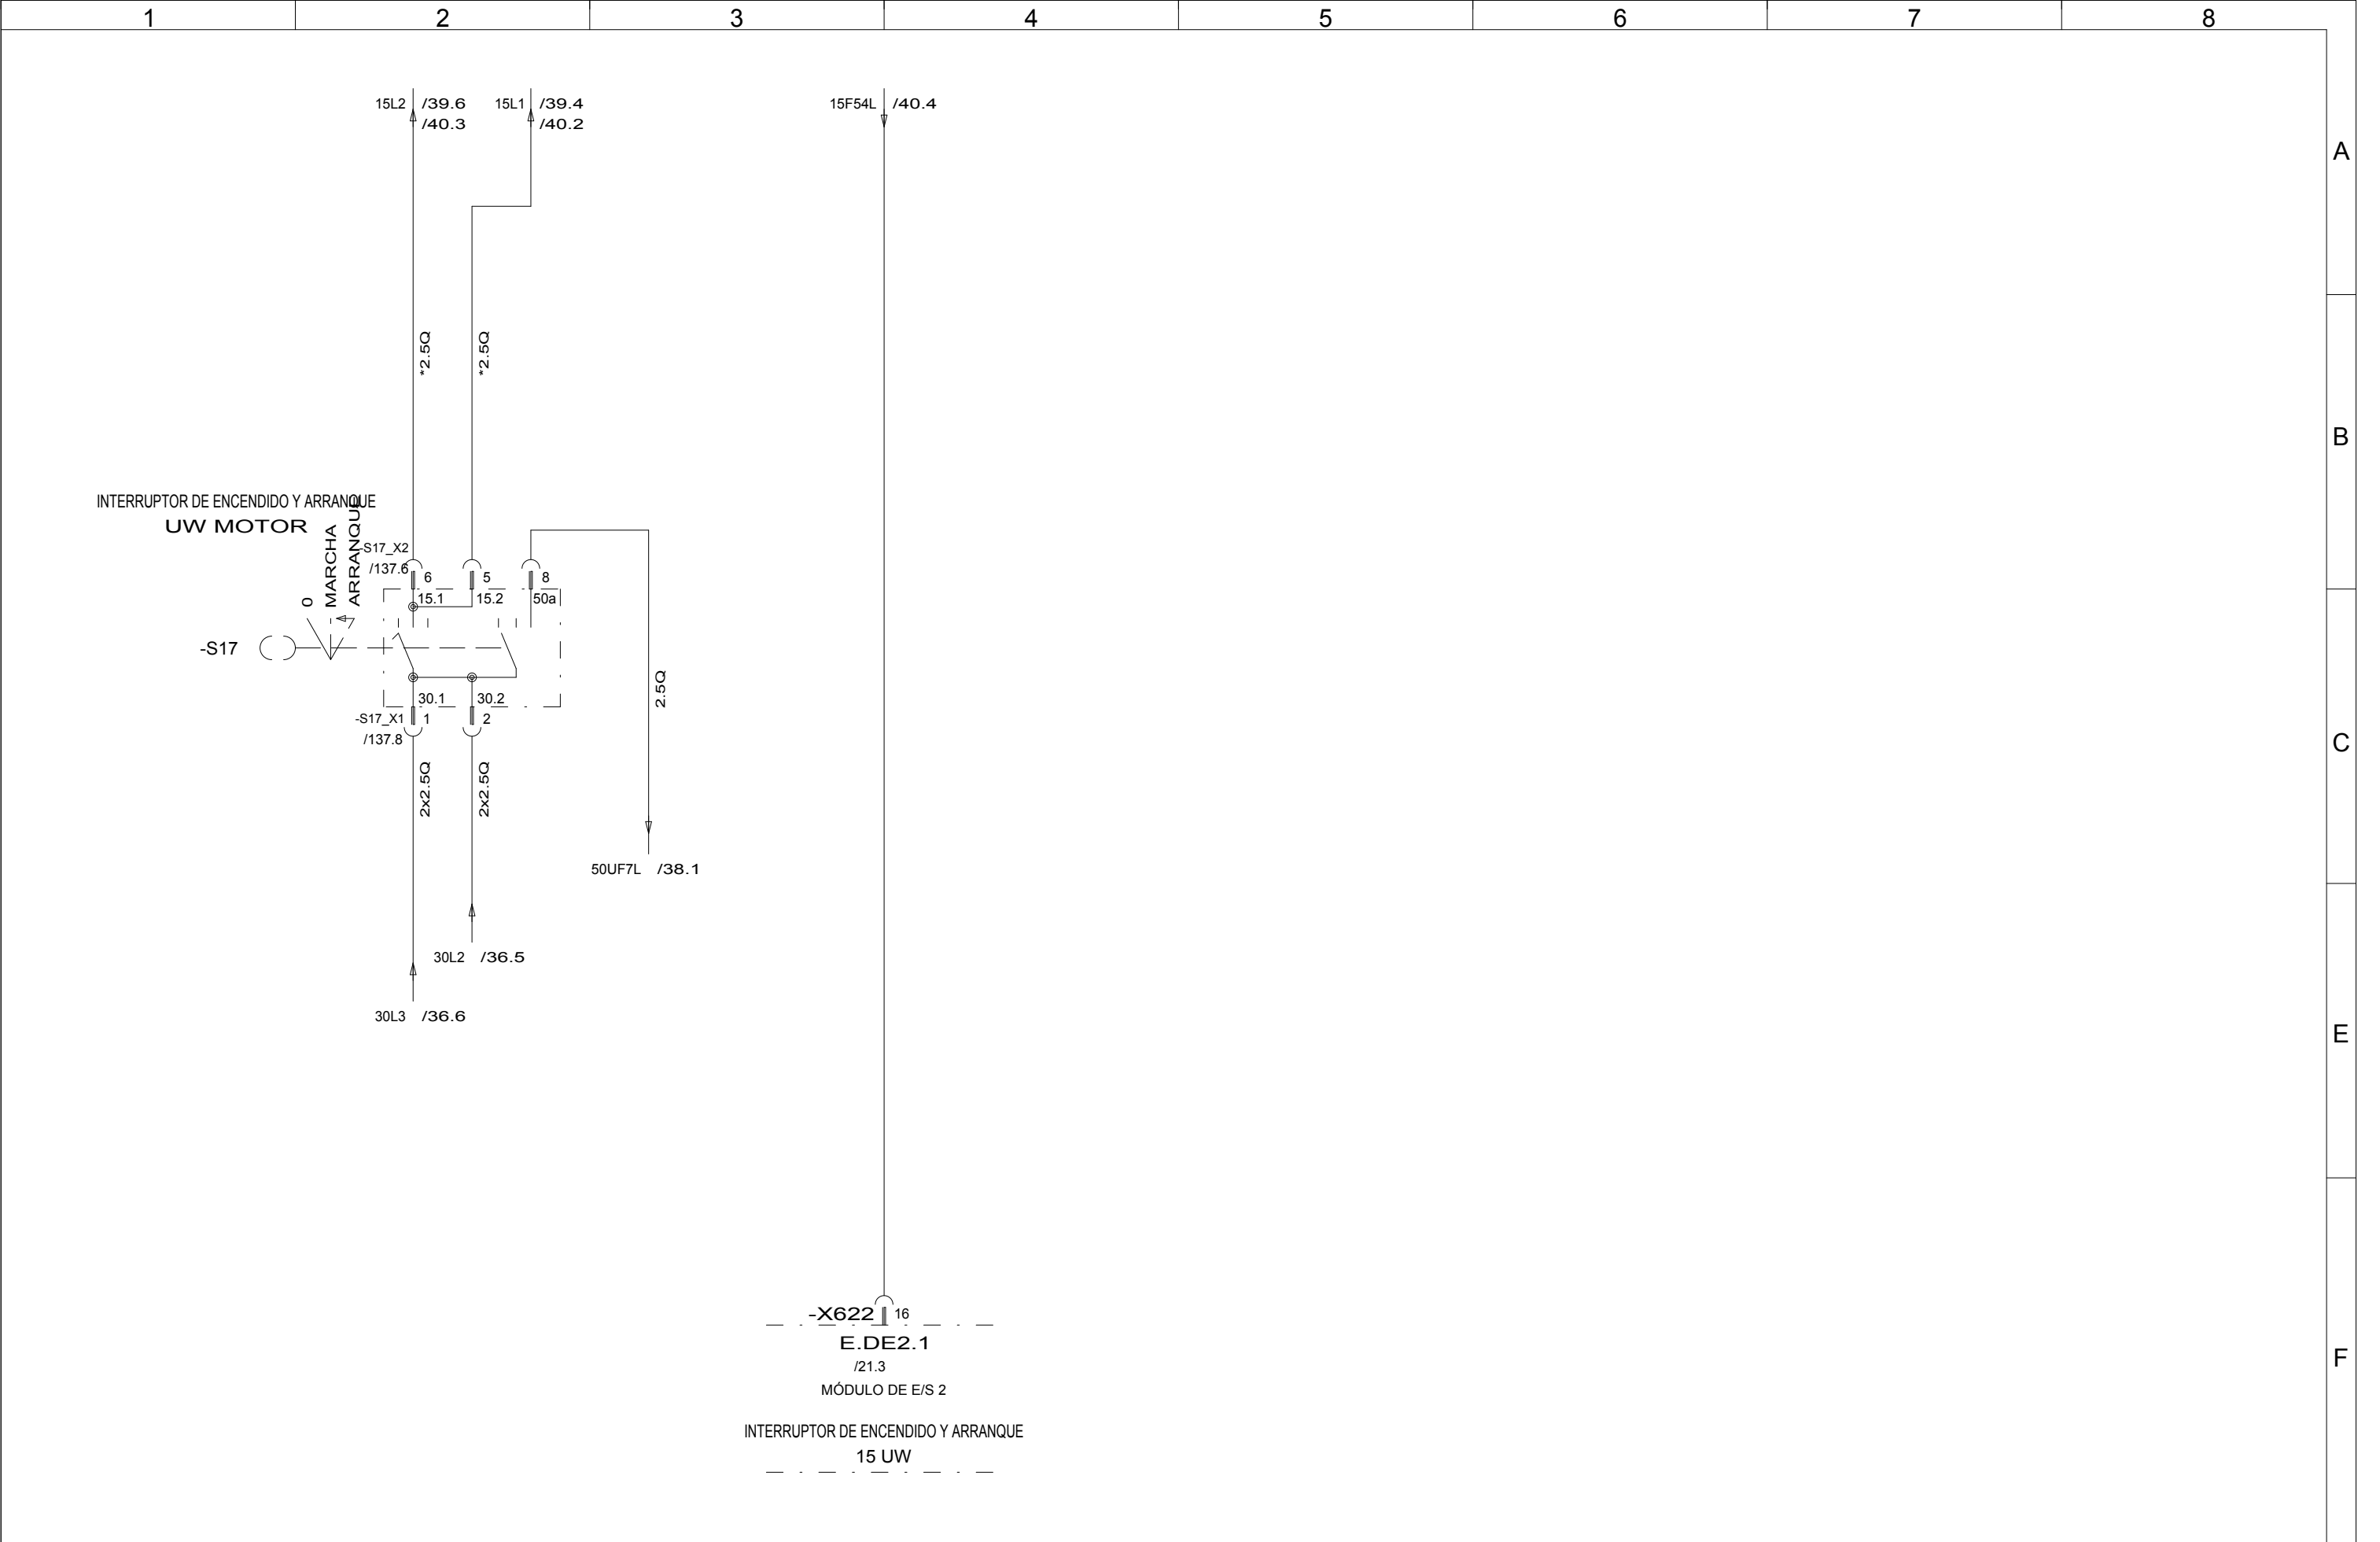 1 2 3 4 5 6 7 8
15L2 /39.6 15L1 /39.4 15F54L /40.4
/40.3 /40.2
A
*2.5Q *2.5Q
B
INTERRUPTOR DE ENCENDIDO Y ARRANQUE
UW MOTOR
0
MARCHA
ARRANQUE
-S17_X2
/137.6
6 5 8
15.1 15.2 50a
-S17
30.1 30.2
-S17_X1 1 2
/137.8
2.5Q
C
2x2.5Q 2x2.5Q
50UF7L /38.1
30L2 /36.5
30L3 /36.6
E
-X622 16
E.DE2.1
/21.3
MÓDULO DE E/S 2
F
INTERRUPTOR DE ENCENDIDO Y ARRANQUE
15 UW